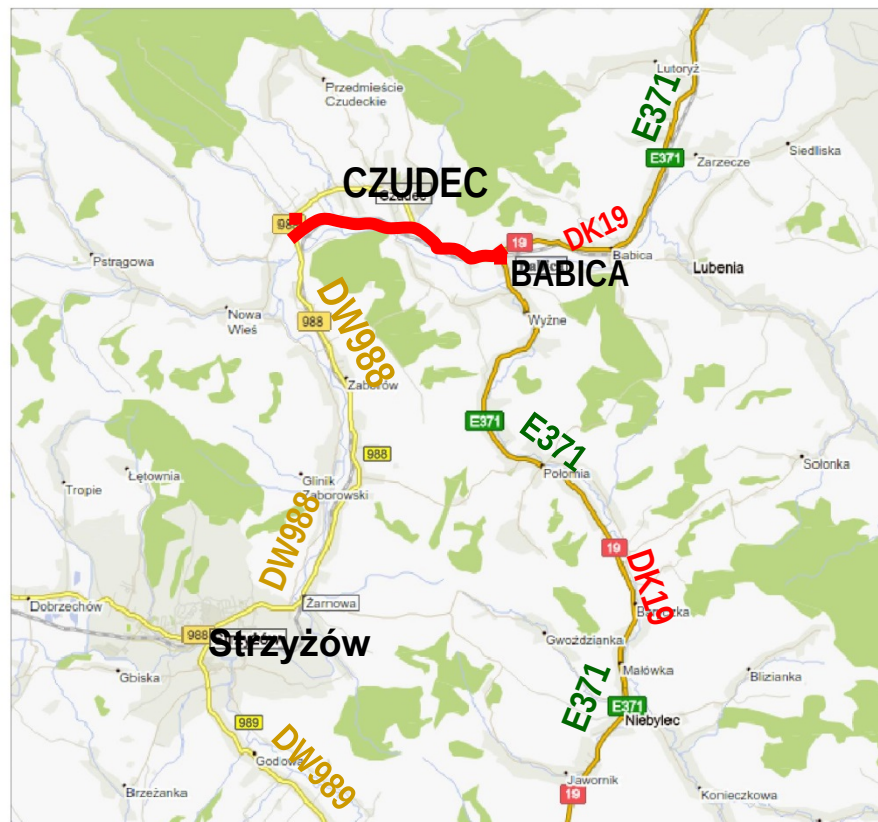 Lutoryż
E371
Przedmieście
Czudeckie
E371
Zarzecze
Siedliska
CZUDEC
Czudec
19
DK19
Babica
BABICA
Lubenia
Pstrągowa
Nowa
Wieś
988
DW988
Wyżne
Zaborów
E371
E371
988
Połomia
Solonka
Łętownia
Tropie
Glinik
Zaborowski
DW988
19
DK19
Dobrzechów
Żarnowa
988
Strzyżów
Gwoździanka
Małówka
Blizianka
Gbiska
E371
E371
Niebylec
989
DW989
Godowa
Jawornik
19
Brzeżanka
Konieczkowa